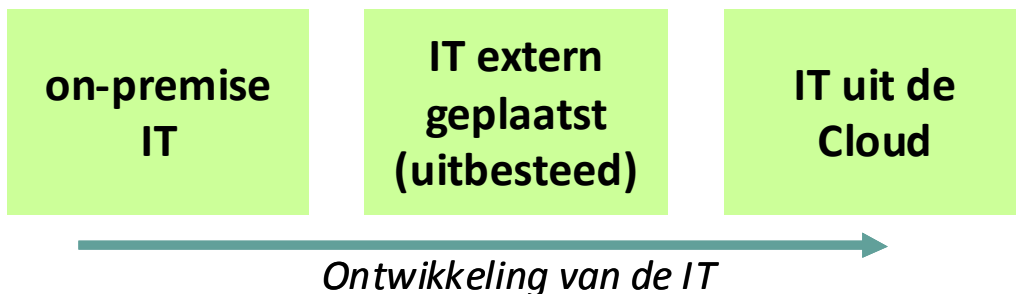 on-premise
IT
IT extern
geplaatst
(uitbesteed)
IT uit de
Cloud
Ontwikkeling van de IT